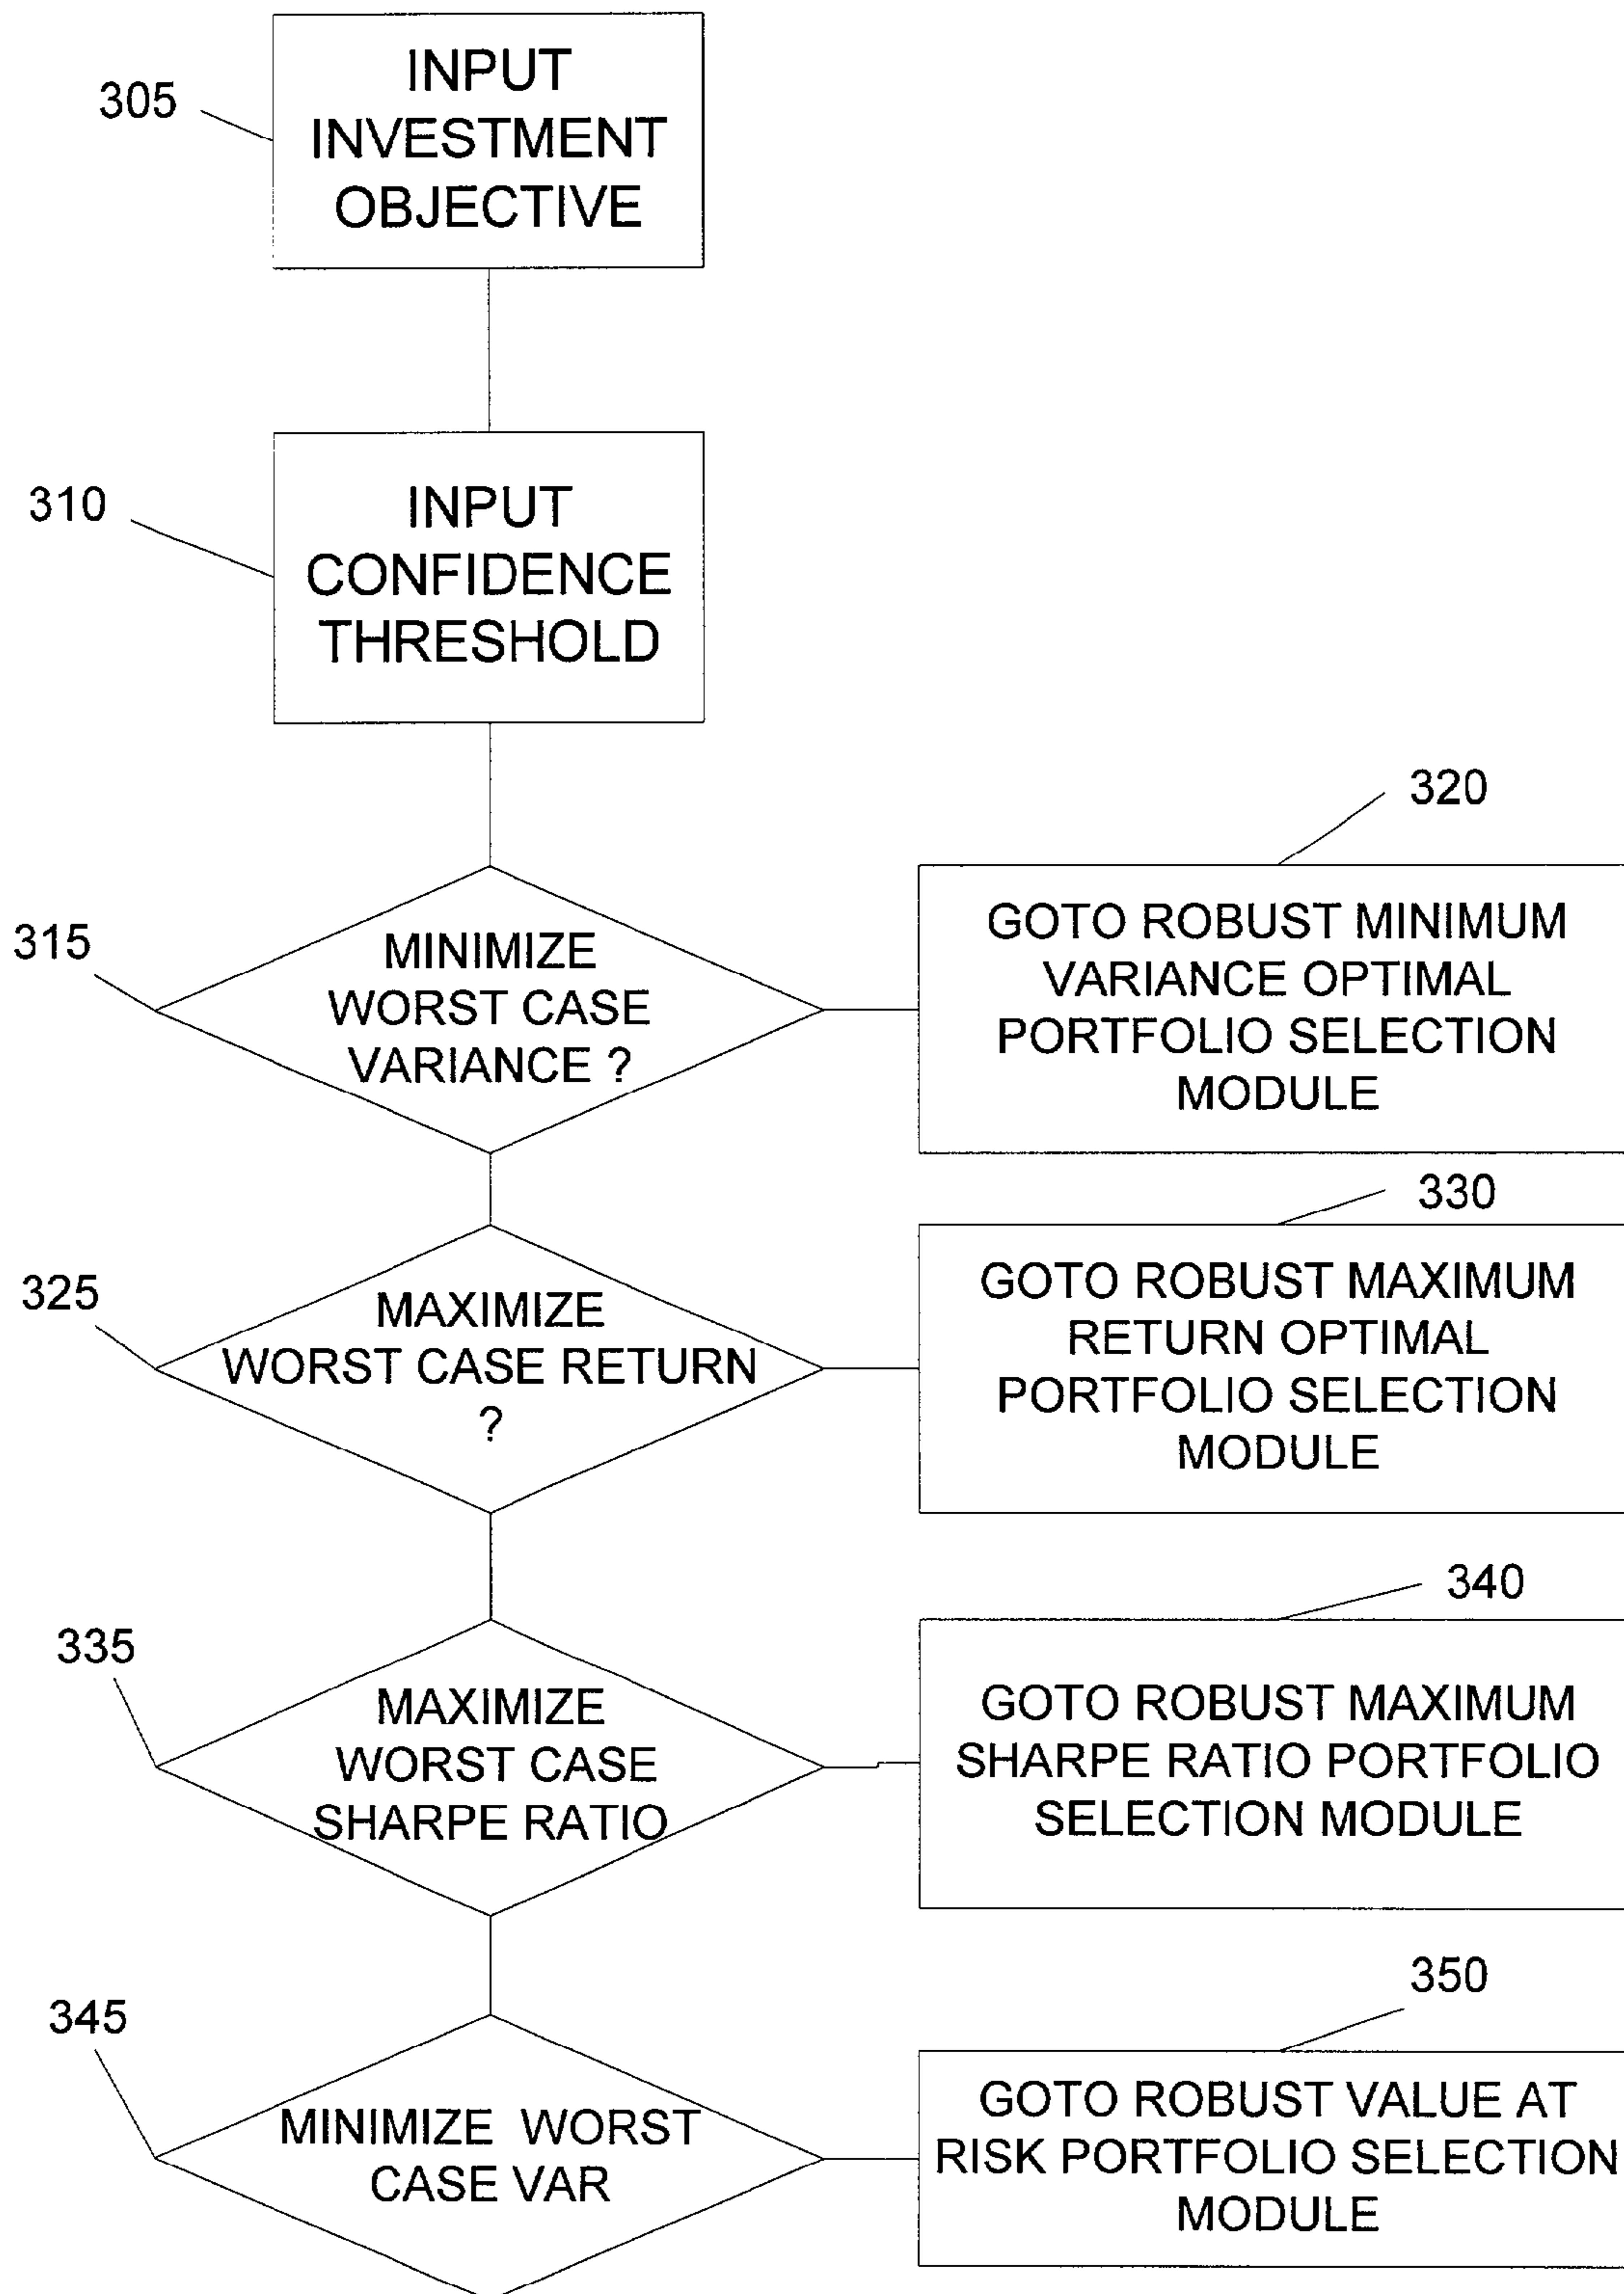 305
INPUT
INVESTMENT
OBJECTIVE
310
INPUT
CONFIDENCE
THRESHOLD
315
MINIMIZE
WORST CASE
VARIANCE ?
320
GOTO ROBUST MINIMUM
VARIANCE OPTIMAL
PORTFOLIO SELECTION
MODULE
325
MAXIMIZE
WORST CASE RETURN
?
330
GOTO ROBUST MAXIMUM
RETURN OPTIMAL
PORTFOLIO SELECTION
MODULE
335
MAXIMIZE
WORST CASE
SHARPE RATIO
340
GOTO ROBUST MAXIMUM
SHARPE RATIO PORTFOLIO
SELECTION MODULE
345
MINIMIZE WORST
CASE VAR
350
GOTO ROBUST VALUE AT
RISK PORTFOLIO SELECTION
MODULE